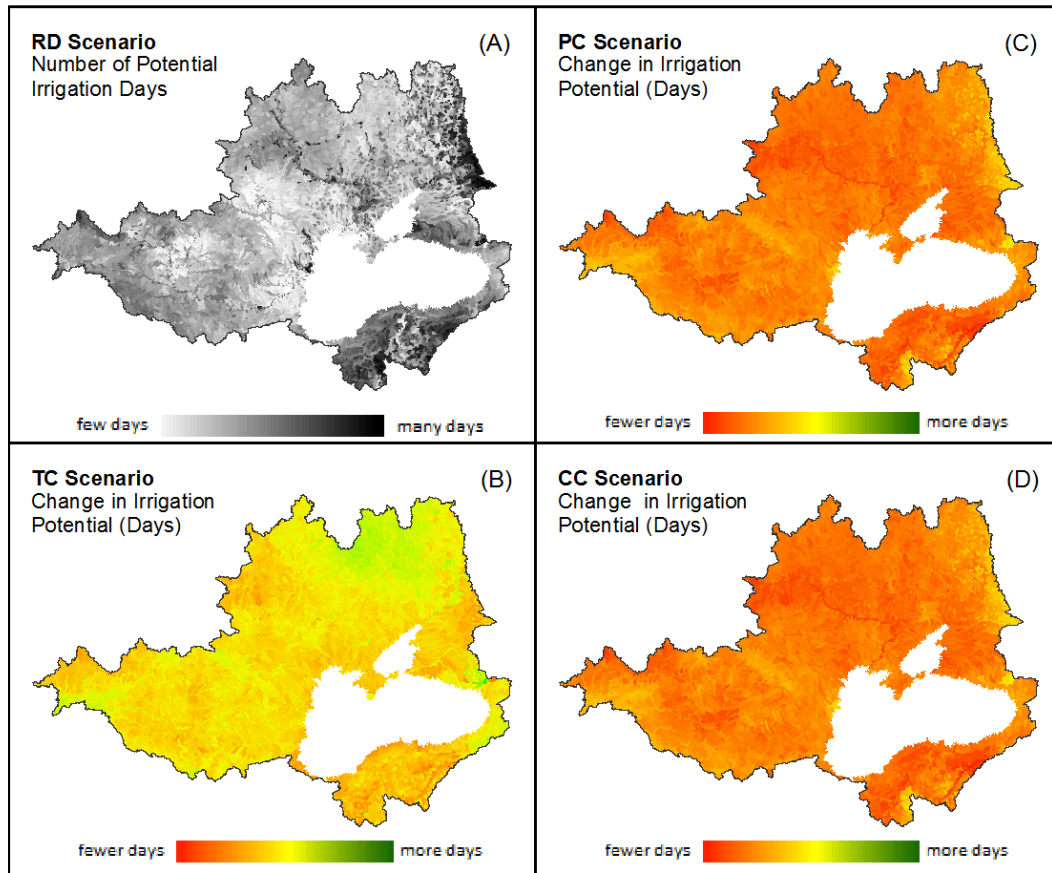 RD Scenario
(A)
Number of Potential
Irrigation Days
few days
many days
PC Scenario
(C)
Change in Irrigation
Potential (Days)
fewer days
more days
TC Scenario
(B)
Change in Irrigation
Potential (Days)
fewer days
more days
CC Scenario
(D)
Change in Irrigation
Potential (Days)
fewer days
more days